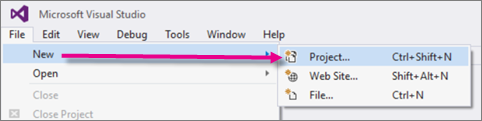 Microsoft Visual Studio
File Edit View Debug Tools Window Help
New
Project... Ctrl+Shift+N
Open
Web Site... Shift+Alt+N
Close
File... Ctrl+N
Close Project